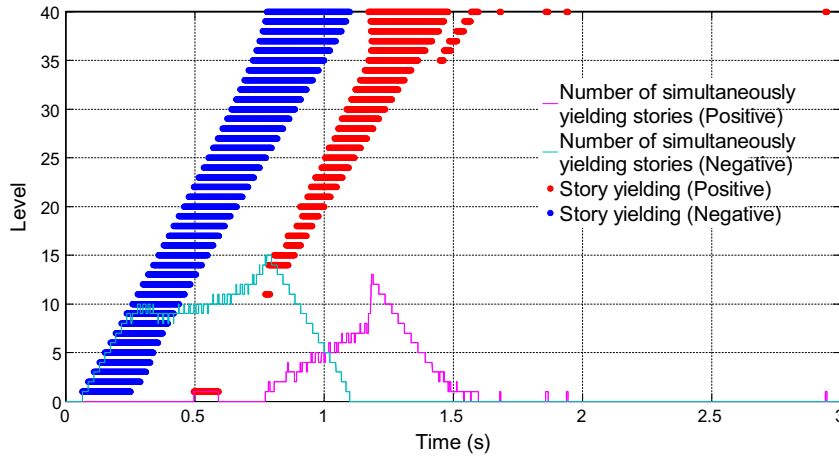 40
35
30
25
20
15
10
5
0
Level
Number of simultaneously
yielding stories (Positive)
Number of simultaneously
yielding stories (Negative)
Story yielding (Positive)
Story yielding (Negative)
0 0.5 1 1.5 2 2.5 3
Time (s)